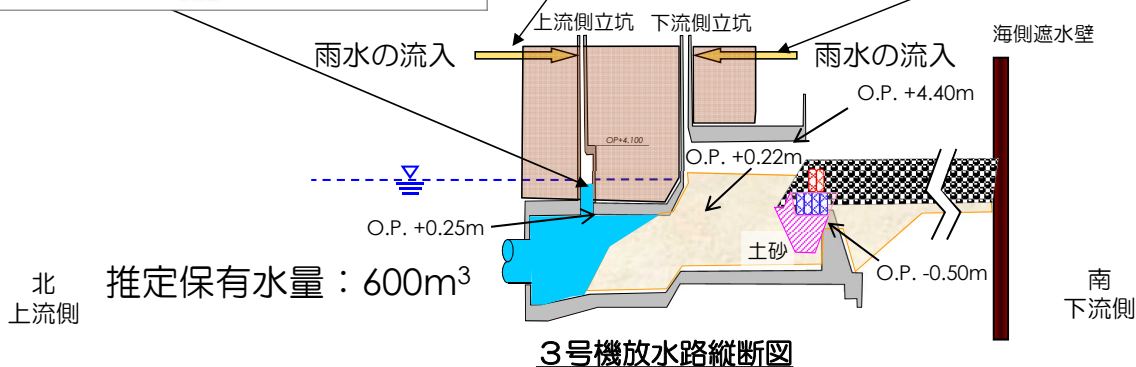 上流側立坑
下流側立坑
海側遮水壁
雨水の流入
雨水の流入
O.P. +4.40m
OP+4.100
O.P. +0.22m
O.P. +0.25m
土砂
O.P. -0.50m
北
上流側
推定保有水量：600m³
南
下流側
３号機放水路縦断図